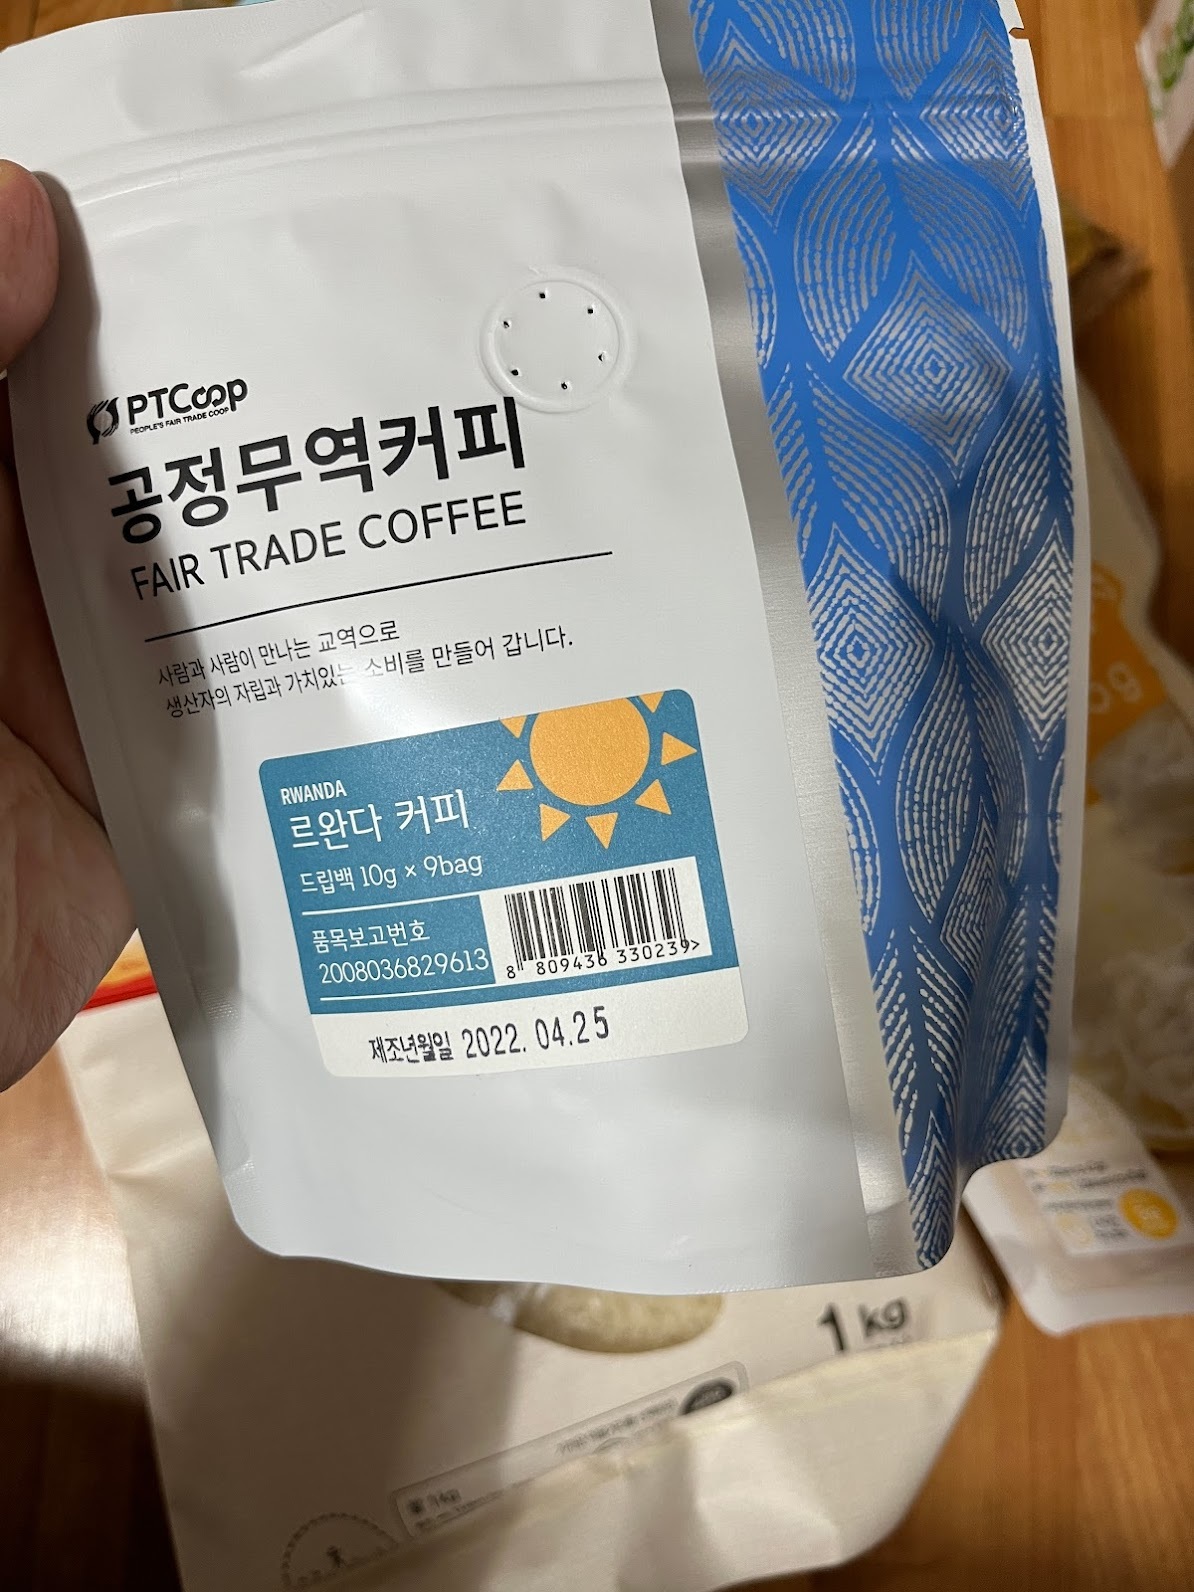 PTCoop
PEOPLE'S FAIR TRADE COOP
공정무역커피
FAIR TRADE COFFEE
사람과 사람이 만나는 교역으로
생산자의 자립과 가치있는 소비를 만들어 갑니다.
RWANDA
르완다 커피
드립백 10g × 9bag
품목보고번호
2008036829613
8 809436 330239>
제조년월일 2022. 04.25
1 kg